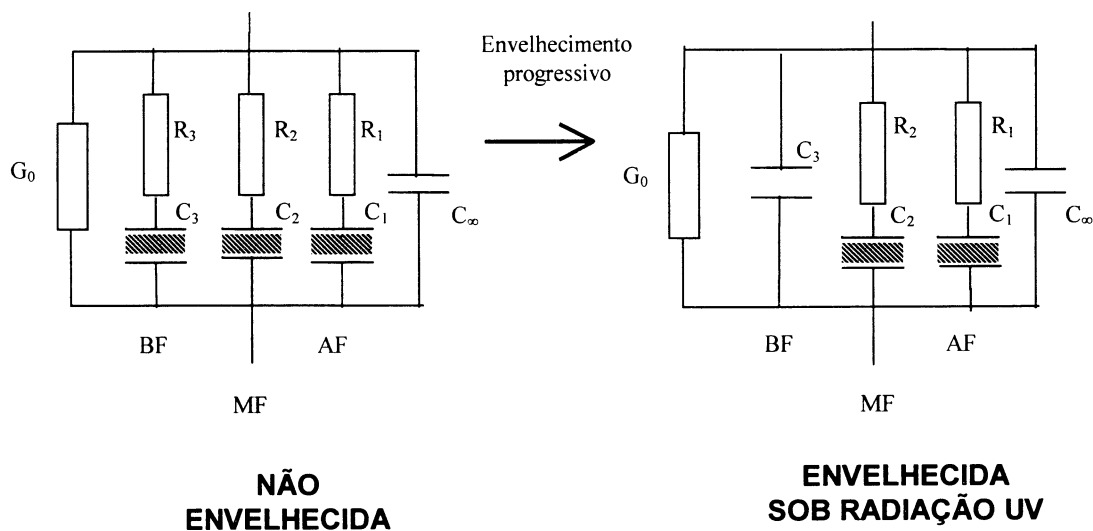 Envelhecimento
progressivo
R₃
R₂
R₁
G₀
C₃
C₂
C₁
C∞
BF
AF
MF
NÃO
ENVELHECIDA
R₂
R₁
C₃
G₀
C₂
C₁
C∞
BF
AF
MF
ENVELHECIDA
SOB RADIAÇÃO UV